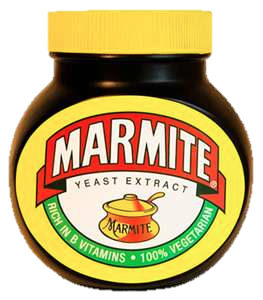 MARMITE®
YEAST EXTRACT
MARMITE
RICH IN B VITAMINS • 100% VEGETARIAN